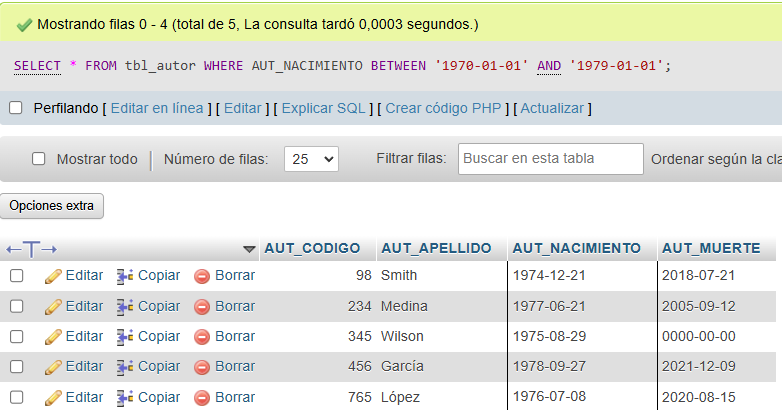 Mostrando filas 0 - 4 (total de 5, La consulta tardó 0,0003 segundos.)
SELECT * FROM tbl_autor WHERE AUT_NACIMIENTO BETWEEN '1970-01-01' AND '1979-01-01';
Perfilando [ Editar en línea ] [ Editar ] [ Explicar SQL ] [ Crear código PHP ] [ Actualizar ]
Mostrar todo | Número de filas: 25 Filtrar filas: Buscar en esta tabla Ordenar según la cla
Opciones extra
←T→ AUT_CODIGO AUT_APELLIDO AUT_NACIMIENTO AUT_MUERTE
Editar Copiar Borrar 98 Smith 1974-12-21 2018-07-21
Editar Copiar Borrar 234 Medina 1977-06-21 2005-09-12
Editar Copiar Borrar 345 Wilson 1975-08-29 0000-00-00
Editar Copiar Borrar 456 García 1978-09-27 2021-12-09
Editar Copiar Borrar 765 López 1976-07-08 2020-08-15